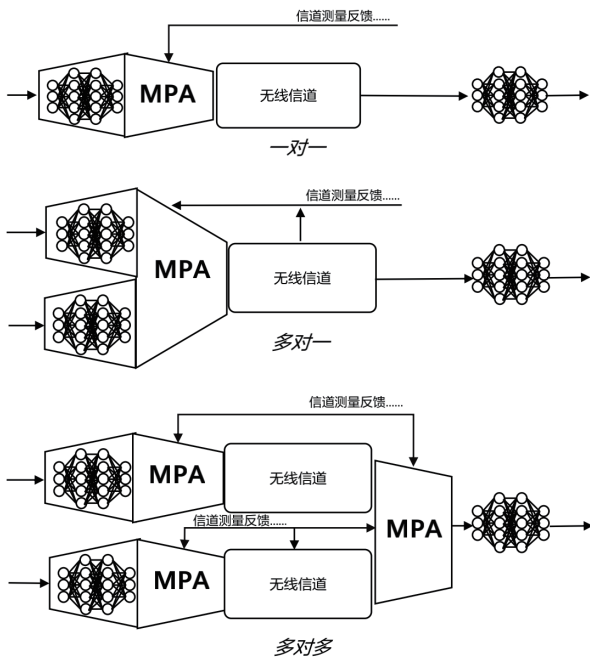 信道测量反馈......
MPA
无线信道
一对一
信道测量反馈......
MPA
无线信道
多对一
信道测量反馈......
MPA
无线信道
信道测量反馈......
MPA
MPA
无线信道
多对多